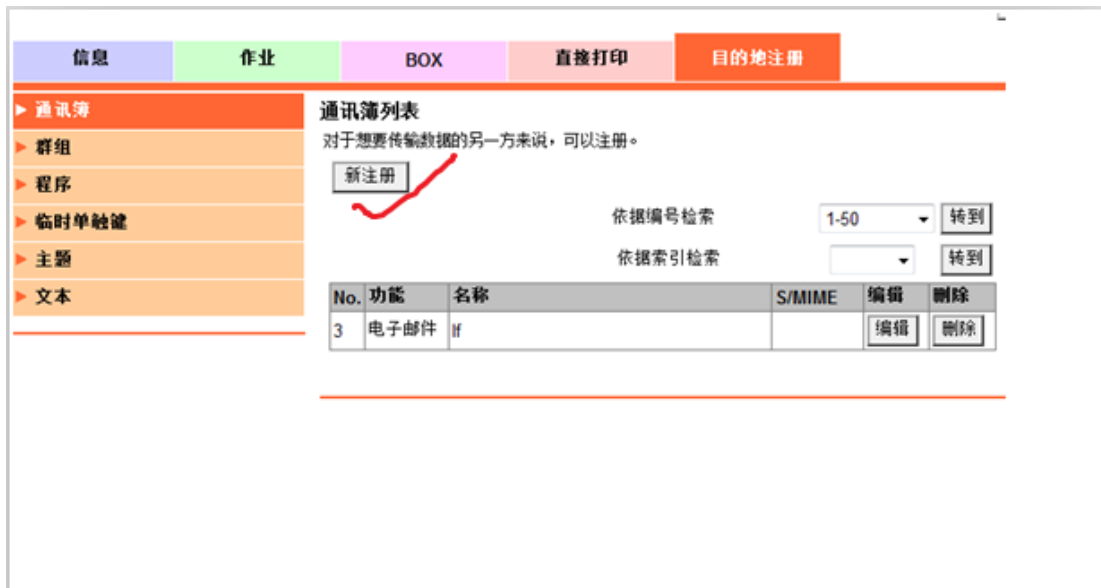 信息 作业 BOX 直接打印 目的地注册
通讯簿
群组
程序
临时单触键
主题
文本
通讯簿列表
对于想要传输数据的另一方来说，可以注册。
新注册
依据编号检索 1-50 转到
依据索引检索 转到
No. 功能 名称 S/MIME 编辑 删除
3 电子邮件 lf 编辑 删除